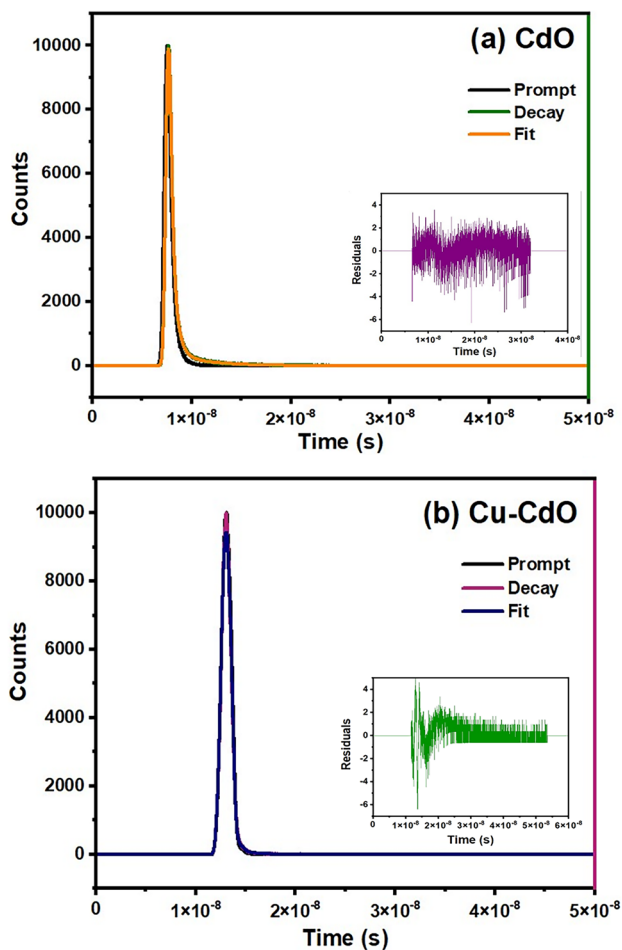 (a) CdO
Prompt
Decay
Fit
Counts
10000
8000
6000
4000
2000
0
0 1×10⁻⁸ 2×10⁻⁸ 3×10⁻⁸ 4×10⁻⁸ 5×10⁻⁸
Time (s)
Residuals
4
2
0
-2
-4
-6
0 1×10⁻⁸ 2×10⁻⁸ 3×10⁻⁸ 4×10⁻⁸
Time (s)
(b) Cu-CdO
Prompt
Decay
Fit
Counts
10000
8000
6000
4000
2000
0
0 1×10⁻⁸ 2×10⁻⁸ 3×10⁻⁸ 4×10⁻⁸ 5×10⁻⁸
Time (s)
Residuals
4
2
0
-2
-4
-6
0 1×10⁻⁸ 2×10⁻⁸ 3×10⁻⁸ 4×10⁻⁸ 5×10⁻⁸ 6×10⁻⁸
Time (s)